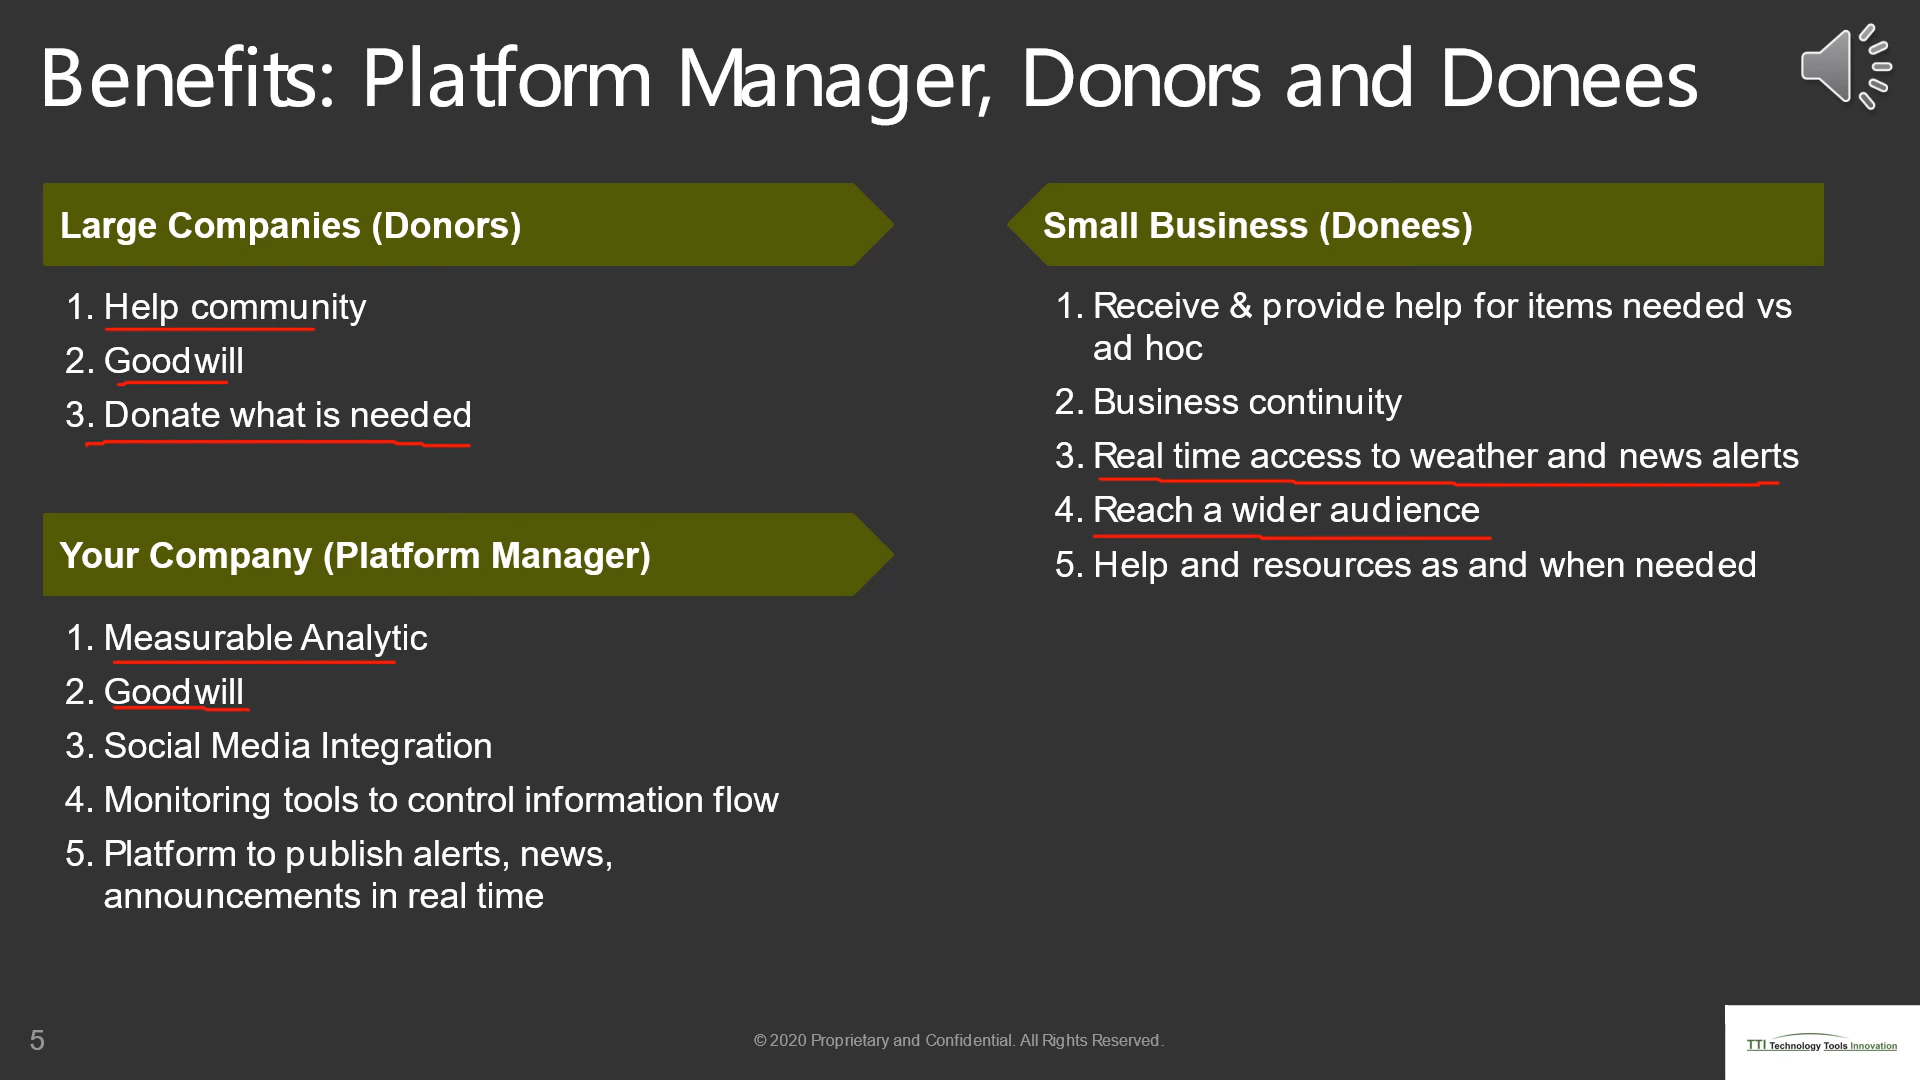 Benefits: Platform Manager, Donors and Donees
Large Companies (Donors)
1. Help community
2. Goodwill
3. Donate what is needed
Your Company (Platform Manager)
1. Measurable Analytic
2. Goodwill
3. Social Media Integration
4. Monitoring tools to control information flow
5. Platform to publish alerts, news,
announcements in real time
Small Business (Donees)
1. Receive & provide help for items needed vs
ad hoc
2. Business continuity
3. Real time access to weather and news alerts
4. Reach a wider audience
5. Help and resources as and when needed
5
© 2020 Proprietary and Confidential. All Rights Reserved.
TTI Technology Tools Innovation